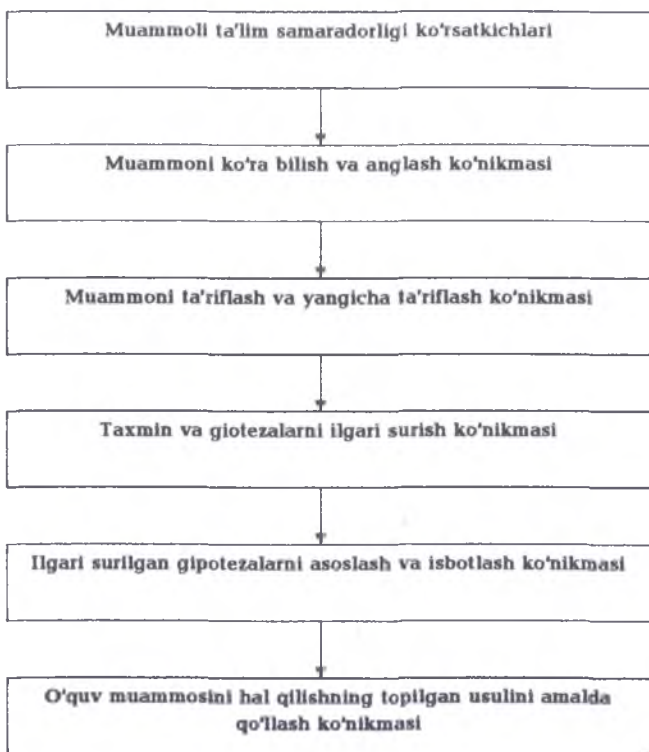 Muammoli ta'lim samaradorligi ko'rsatkichlari
Muammoni ko'ra bilish va anglash ko'nikmasi
Muammoni ta'riflash va yangicha ta'riflash ko'nikmasi
Taxmin va giotezalarni ilgari surish ko'nikmasi
Ilgari surilgan gipotezalarni asoslash va isbotlash ko'nikmasi
O'quv muammosini hal qilishning topilgan usulini amalda
qo'llash ko'nikmasi